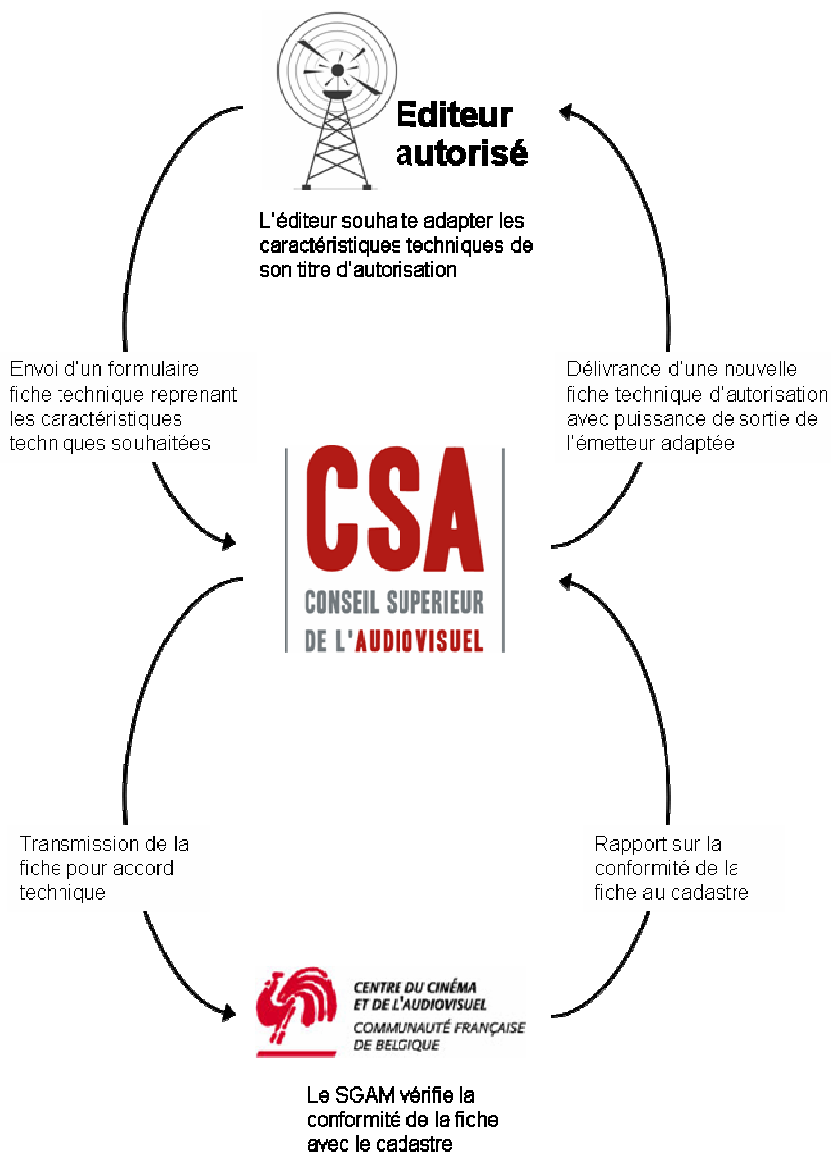 Editeur
autorisé
L'éditeur souhaite adapter les
caractéristiques techniques de
son titre d'autorisation
Envoi d'un formulaire
fiche technique reprenant
les caractéristiques
techniques souhaitées
Délivrance d'une nouvelle
fiche technique d'autorisation
avec puissance de sortie de
l'émetteur adaptée
CSA
CONSEIL SUPERIEUR
DE L'AUDIOVISUEL
Transmission de la
fiche pour accord
technique
Rapport sur la
conformité de la
fiche au cadastre
CENTRE DU CINÉMA
ET DE L'AUDIOVISUEL
COMMUNAUTÉ FRANÇAISE
DE BELGIQUE
Le SGAM vérifie la
conformité de la fiche
avec le cadastre